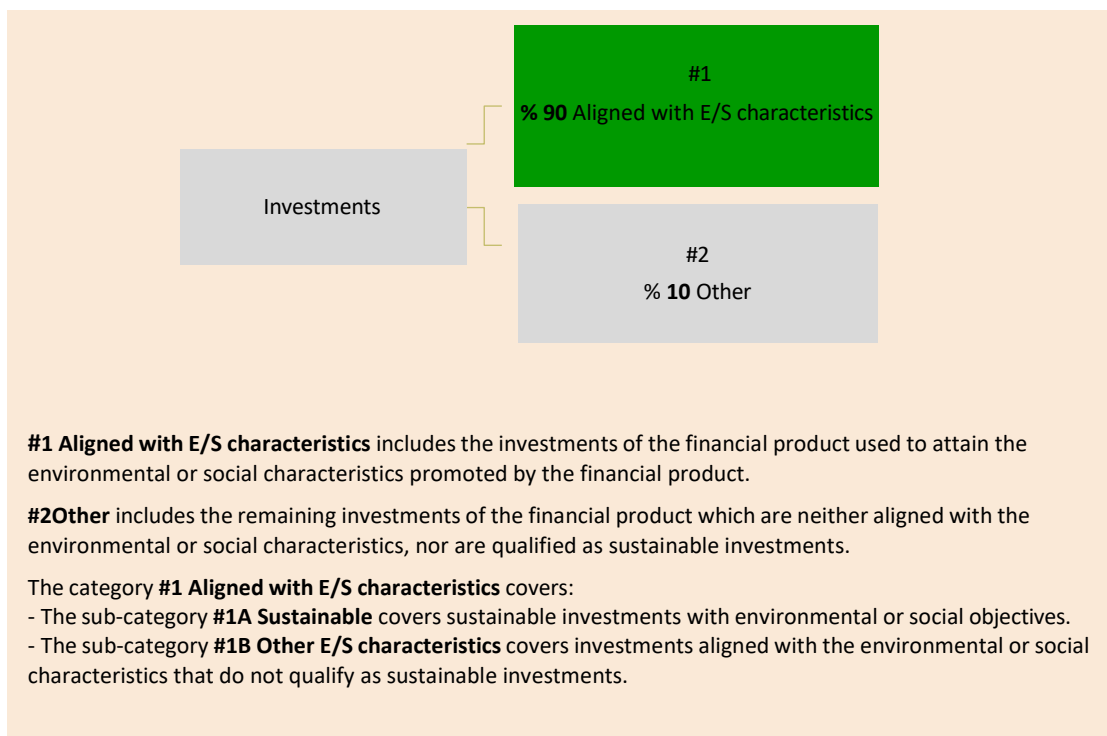 #1
% 90 Aligned with E/S characteristics
Investments
#2
% 10 Other
#1 Aligned with E/S characteristics includes the investments of the financial product used to attain the
environmental or social characteristics promoted by the financial product.
#2Other includes the remaining investments of the financial product which are neither aligned with the
environmental or social characteristics, nor are qualified as sustainable investments.
The category #1 Aligned with E/S characteristics covers:
- The sub-category #1A Sustainable covers sustainable investments with environmental or social objectives.
- The sub-category #1B Other E/S characteristics covers investments aligned with the environmental or social
characteristics that do not qualify as sustainable investments.